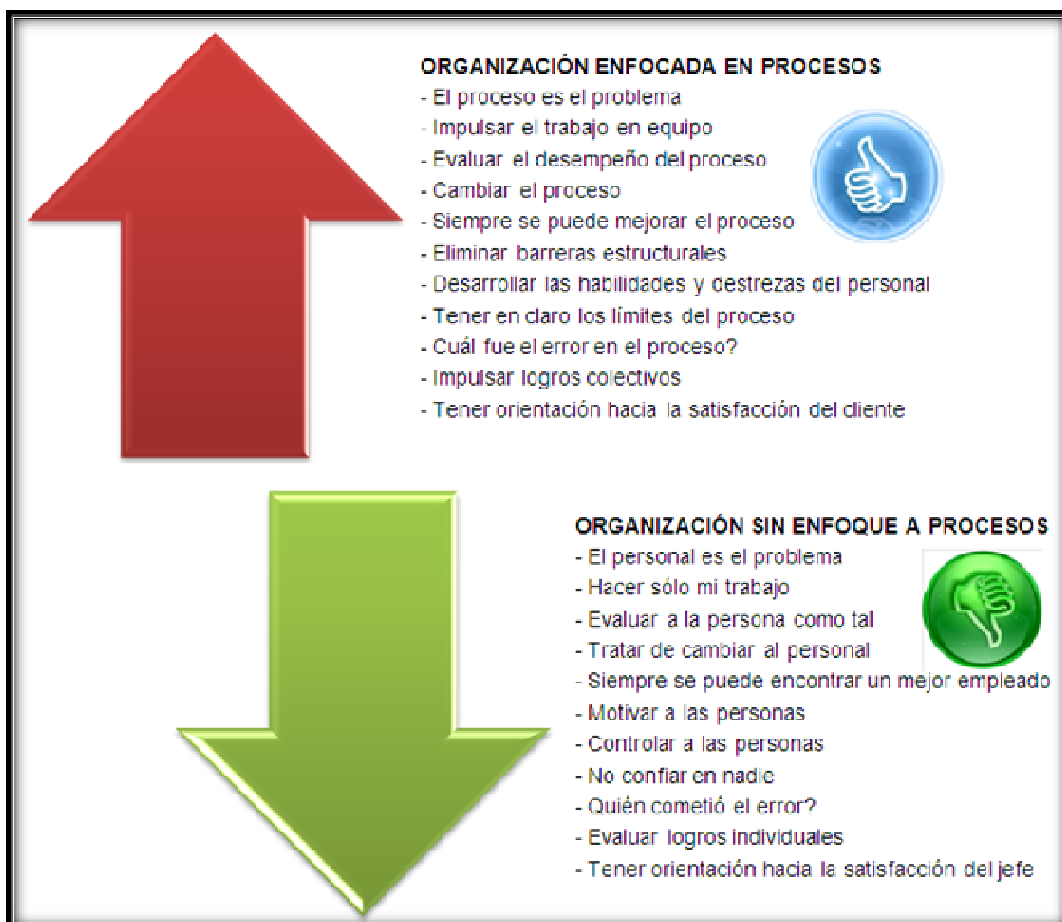 ORGANIZACIÓN ENFOCADA EN PROCESOS
- El proceso es el problema
- Impulsar el trabajo en equipo
- Evaluar el desempeño del proceso
- Cambiar el proceso
- Siempre se puede mejorar el proceso
- Eliminar barreras estructurales
- Desarrollar las habilidades y destrezas del personal
- Tener en claro los límites del proceso
- Cuál fue el error en el proceso?
- Impulsar logros colectivos
- Tener orientación hacia la satisfacción del cliente
ORGANIZACIÓN SIN ENFOQUE A PROCESOS
- El personal es el problema
- Hacer sólo mi trabajo
- Evaluar a la persona como tal
- Tratar de cambiar al personal
- Siempre se puede encontrar un mejor empleado
- Motivar a las personas
- Controlar a las personas
- No confiar en nadie
- Quién cometió el error?
- Evaluar logros individuales
- Tener orientación hacia la satisfacción del jefe